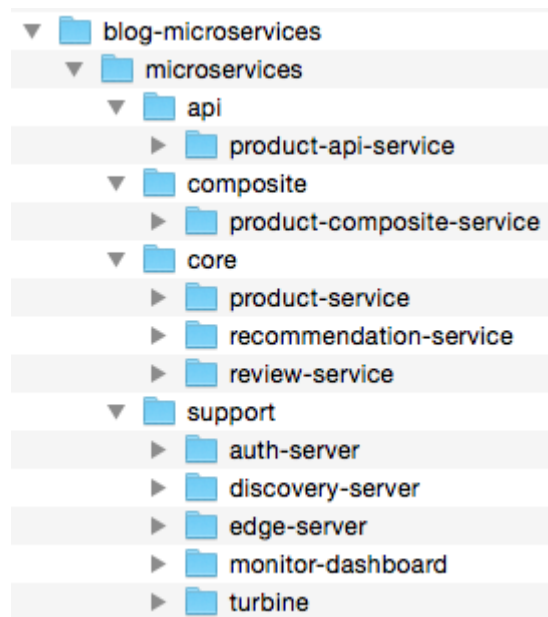 blog-microservices
microservices
api
product-api-service
composite
product-composite-service
core
product-service
recommendation-service
review-service
support
auth-server
discovery-server
edge-server
monitor-dashboard
turbine